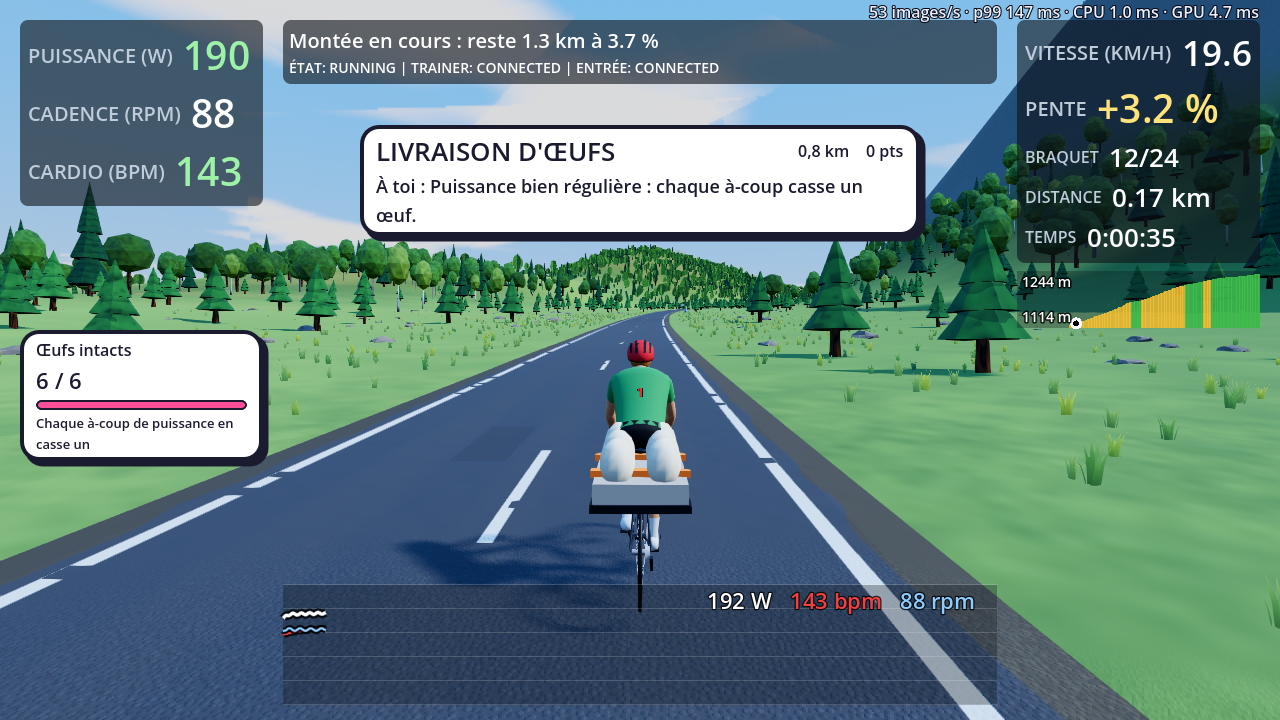 53 images/s · p99 147 ms · CPU 1.0 ms · GPU 4.7 ms
PUISSANCE (W) 190
CADENCE (RPM) 88
CARDIO (BPM) 143
Montée en cours : reste 1.3 km à 3.7 %
ÉTAT: RUNNING | TRAINER: CONNECTED | ENTRÉE: CONNECTED
VITESSE (KM/H) 19.6
PENTE +3.2 %
BRAQUET 12/24
DISTANCE 0.17 km
TEMPS 0:00:35
1244 m
1114 m
LIVRAISON D'ŒUFS 0,8 km 0 pts
À toi : Puissance bien régulière : chaque à-coup casse un
œuf.
Œufs intacts
6 / 6
Chaque à-coup de puissance en
casse un
1
192 W 143 bpm 88 rpm